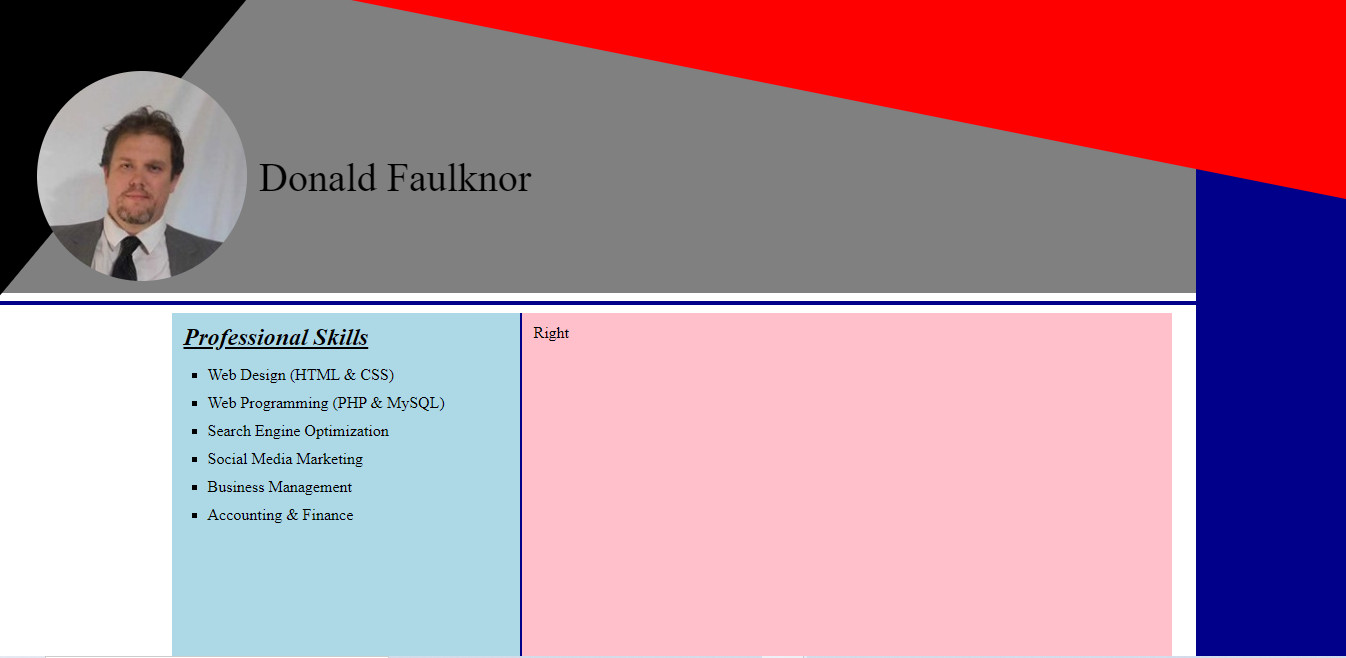 Donald Faulknor
Professional Skills
Web Design (HTML & CSS)
Web Programming (PHP & MySQL)
Search Engine Optimization
Social Media Marketing
Business Management
Accounting & Finance
Right